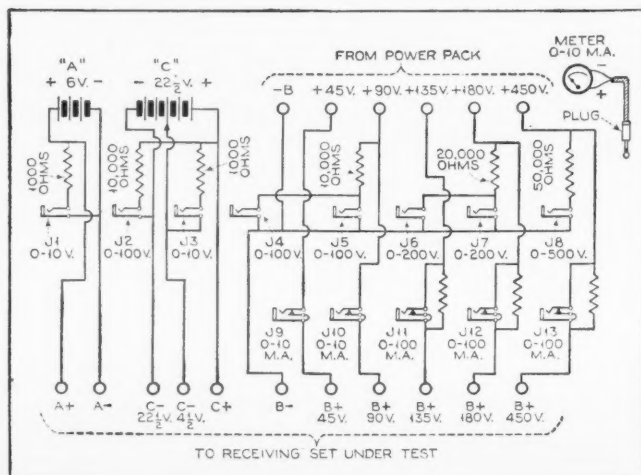 "A"
+ 6V. -
"C"
- 22½V. +
FROM POWER PACK
-B +45V. +90V. +135V. +180V. +450V.
METER
0-10 M.A.
-
+
PLUG
1000
OHMS
10,000
OHMS
1000
OHMS
10,000
OHMS
20,000
OHMS
50,000
OHMS
J1
0-10 V.
J2
0-100V.
J3
0-10V.
J4
0-100V.
J5
0-100V.
J6
0-200V.
J7
0-200V.
J8
0-500V.
J9
0-10
M.A.
J10
0-10
M.A.
J11
0-100
M.A.
J12
0-100
M.A.
J13
0-100
M.A.
A+
A-
C-
22½V.
C-
4½V.
C+
B-
B+
45V.
B+
90V.
B+
135V.
B+
180V.
B+
450V.
TO RECEIVING SET UNDER TEST